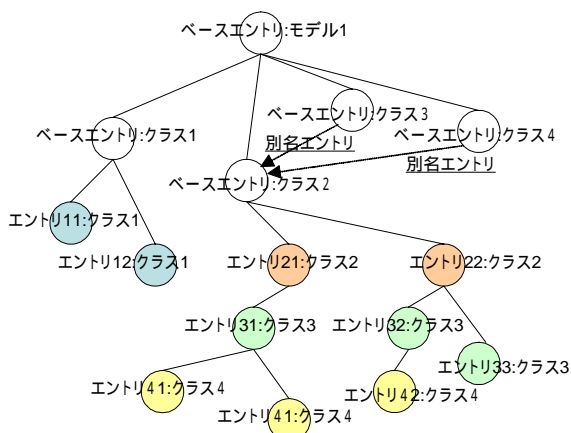 ベースエントリ:モデル1
ベースエントリ:クラス3
ベースエントリ:クラス1
ベースエントリ:クラス4
別名エントリ
別名エントリ
ベースエントリ:クラス2
エントリ11:クラス1
エントリ12:クラス1
エントリ21:クラス2
エントリ22:クラス2
エントリ31:クラス3
エントリ32:クラス3
エントリ33:クラス3
エントリ41:クラス4
エントリ42:クラス4
エントリ41:クラス4